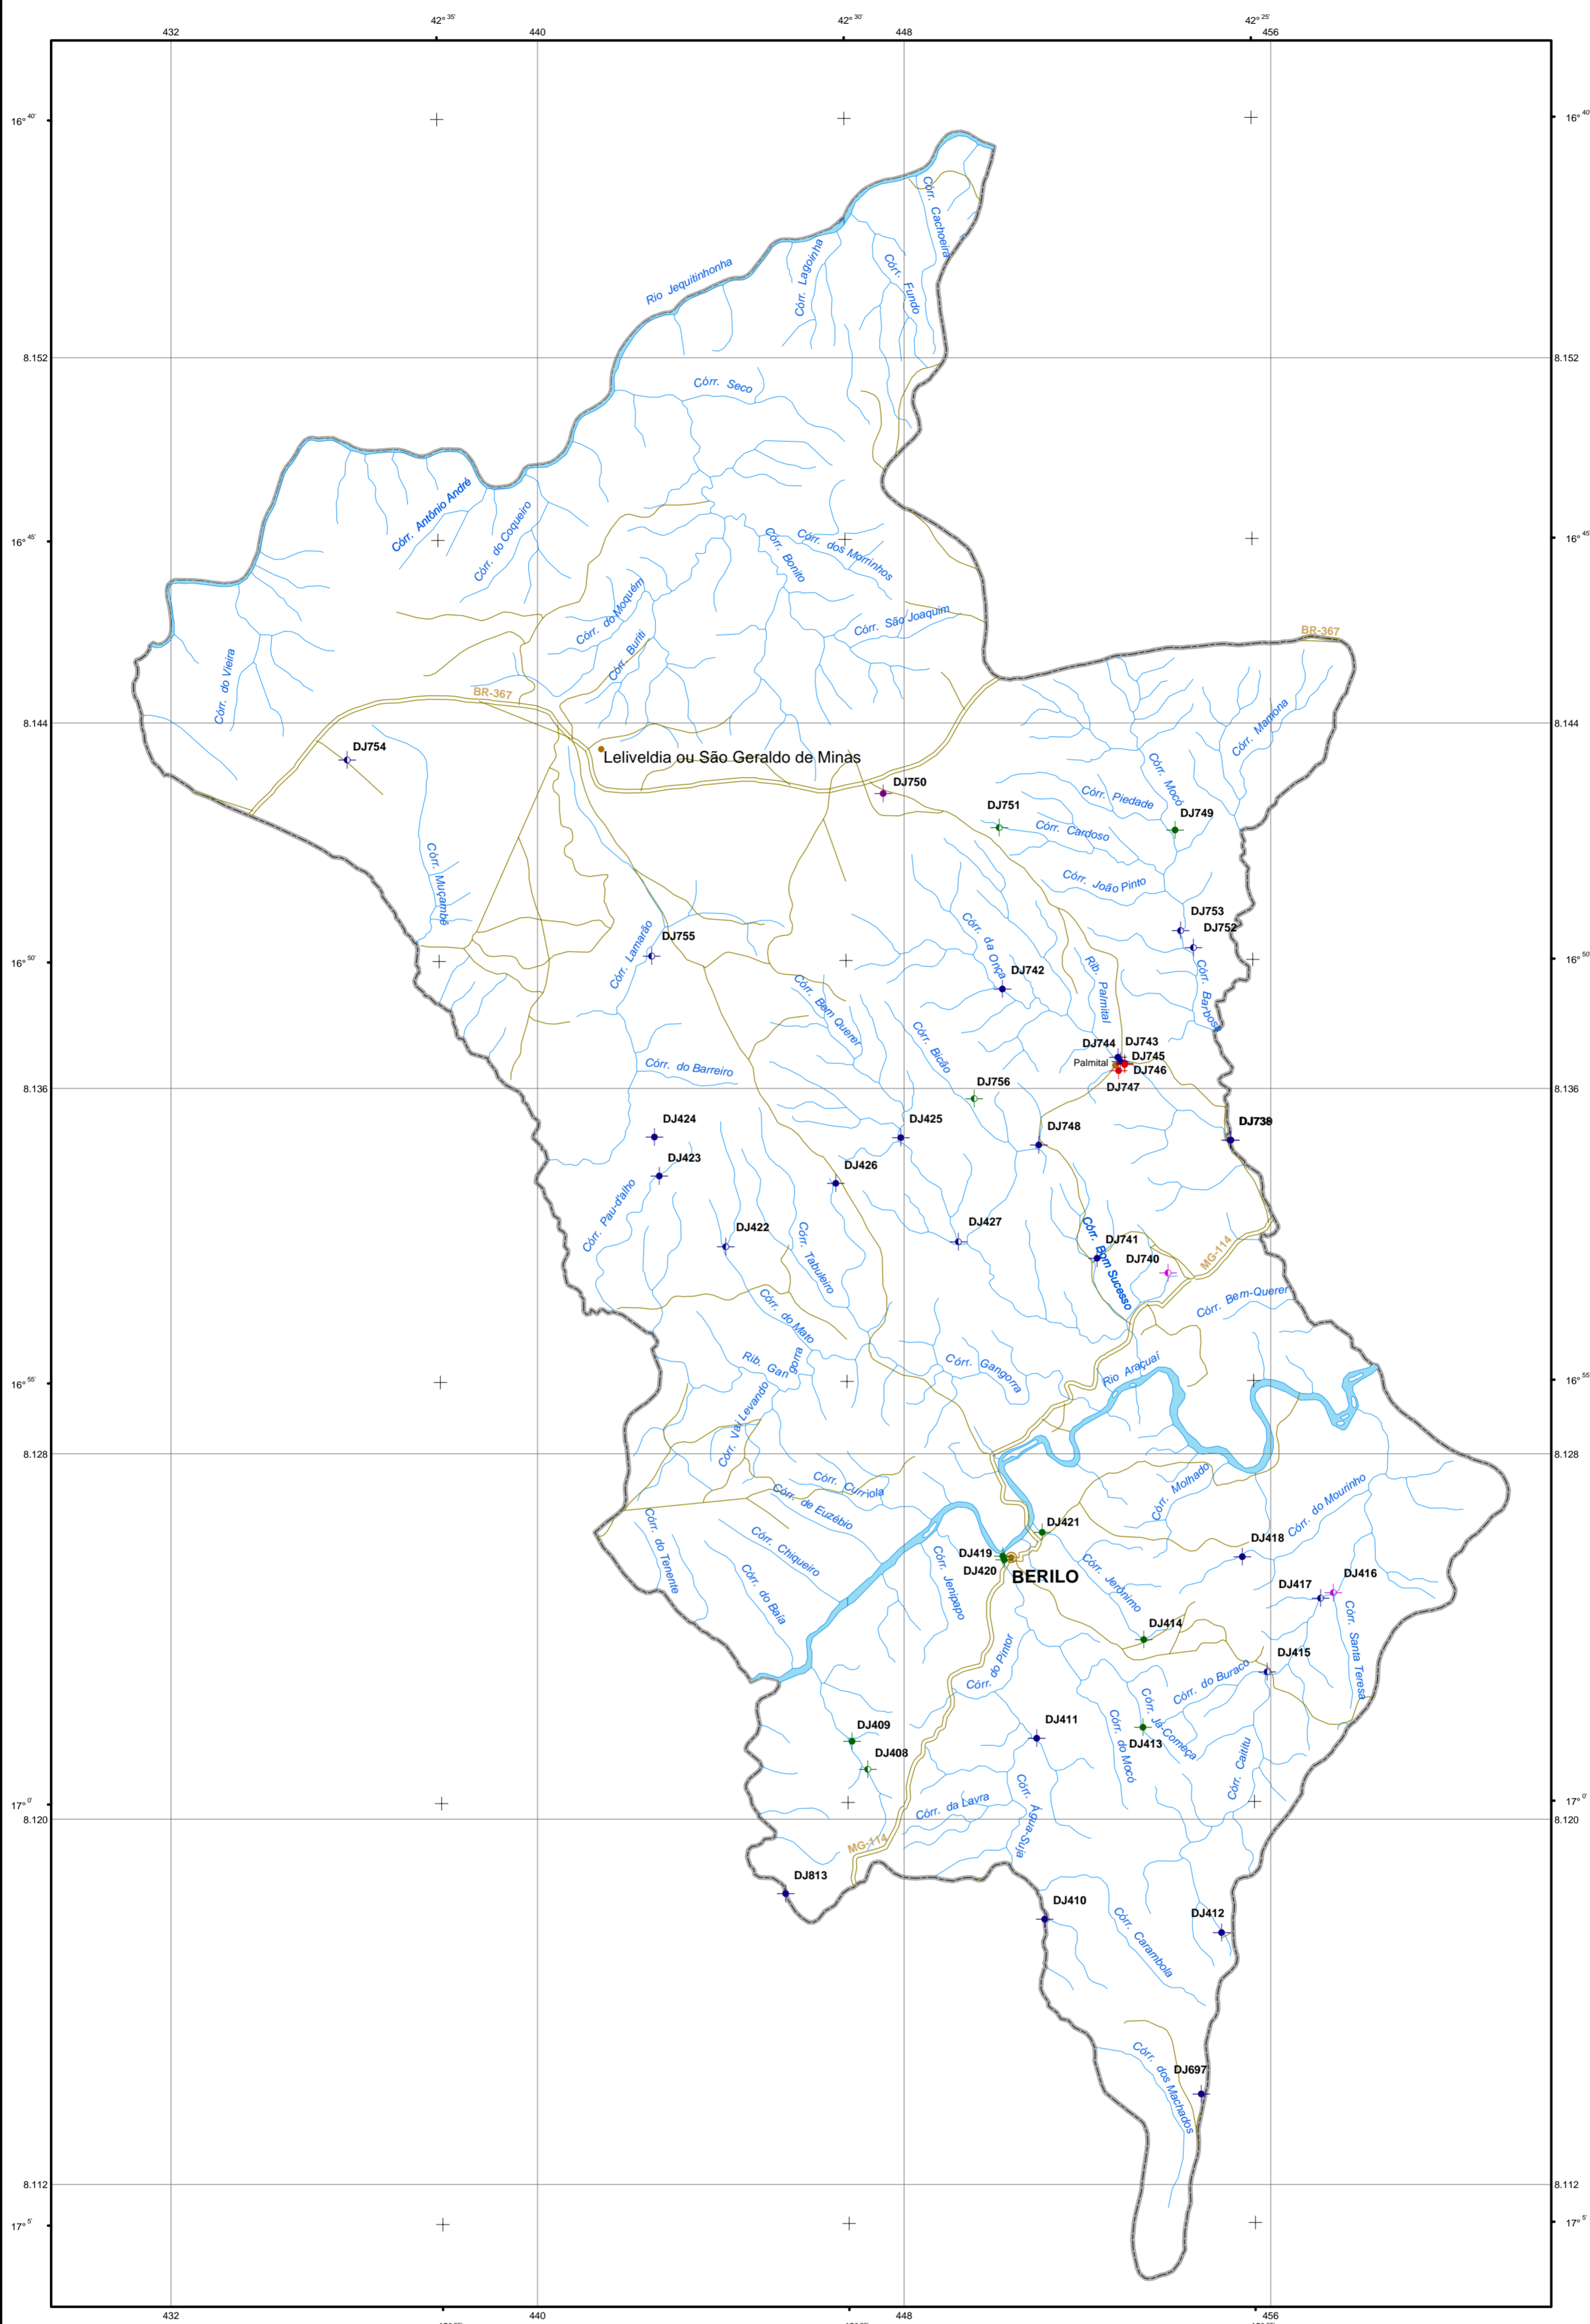 42° 35'
42° 30'
42° 25'
432
440
448
456
16° 40'
16° 40'
Córr. Cachoeira
Córr. Lagoinha
Córr. Fundo
Rio Jequitinhonha
8.152
8.152
Córr. Seco
Córr. Antônio André
Córr. do Coqueiro
16° 45'
16° 45'
Córr. Bonito
Córr. dos Morrinhos
Córr. do Moquém
Córr. São Joaquim
Córr. Buriti
BR-367
Córr. do Vieira
BR-367
Córr. Mamona
8.144
8.144
DJ754
Leliveldia ou São Geraldo de Minas
DJ750
Córr. Mocó
Córr. Piedade
DJ751
DJ749
Córr. Cardoso
Córr. Muçambé
Córr. João Pinto
DJ753
DJ752
Córr. Lamarão
DJ755
Córr. da Onça
16° 50'
16° 50'
DJ742
Rib. Palmital
Córr. Barbosa
Córr. Bem Querer
Córr. Bicão
DJ744
DJ743
DJ745
Palmital
DJ746
DJ747
Córr. do Barreiro
8.136
8.136
DJ756
DJ424
DJ425
DJ748
DJ739
DJ423
DJ426
Córr. Pau-d'alho
DJ422
Córr. Tabuleiro
DJ427
Córr. Bom Sucesso
DJ741
DJ740
MG-114
Córr. Bem-Querer
Córr. do Mato
Rib. Gangorra
Córr. Gangorra
Rio Araçuaí
16° 55'
16° 55'
Córr. Vai Levando
8.128
8.128
Córr. Curriola
Córr. de Euzébio
Córr. Molhado
Córr. do Mourinho
Córr. do Tenente
Córr. Chiqueiro
DJ421
DJ419
DJ420
BERILO
DJ418
Córr. do Baía
Córr. Jenipapo
Córr. Jerônimo
DJ417
DJ416
Córr. Santa Teresa
DJ414
Córr. do Pintor
DJ415
Córr. do Buraco
Córr. Já-Começa
Córr. do Mocó
DJ409
DJ411
DJ413
DJ408
Córr. Caititu
17° 0'
17° 0'
Córr. da Lavra
Córr. Água-Suja
8.120
8.120
MG-114
DJ813
DJ410
DJ412
Córr. Carambola
Córr. dos Machados
DJ697
8.112
8.112
17° 5'
17° 5'
432
440
448
456